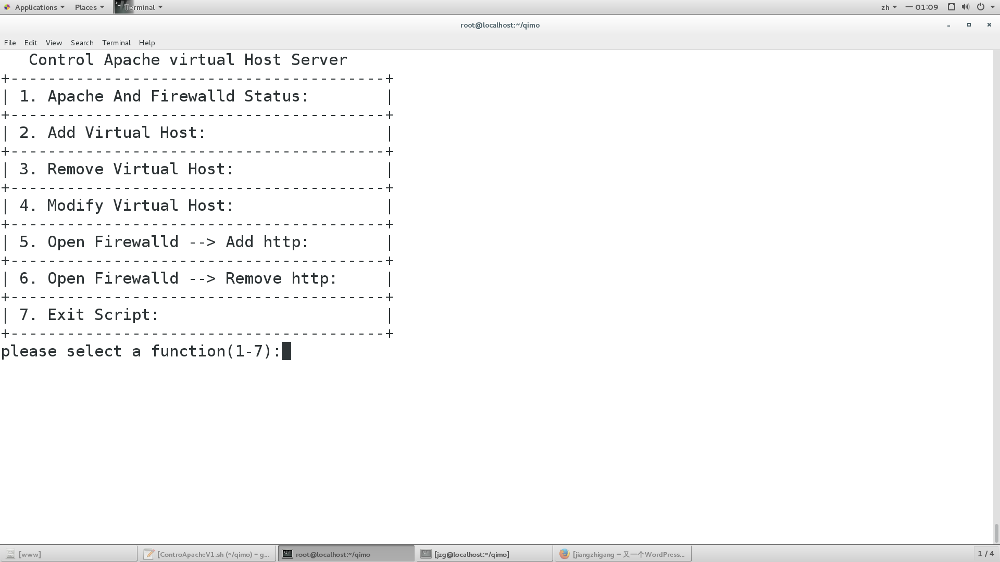 Applications Places Terminal zh 一 01:09
root@localhost:~/qimo
File Edit View Search Terminal Help
Control Apache virtual Host Server
+----------------------------------------+
| 1. Apache And Firewalld Status:        |
+----------------------------------------+
| 2. Add Virtual Host:                   |
+----------------------------------------+
| 3. Remove Virtual Host:                |
+----------------------------------------+
| 4. Modify Virtual Host:                |
+----------------------------------------+
| 5. Open Firewalld --> Add http:        |
+----------------------------------------+
| 6. Open Firewalld --> Remove http:     |
+----------------------------------------+
| 7. Exit Script:                        |
+----------------------------------------+
please select a function(1-7):
[www] [ControApacheV1.sh (~/qimo) – g... root@localhost:~/qimo [jzg@localhost:~/qimo] [jiangzhigang – 又一个WordPress... 1 / 4